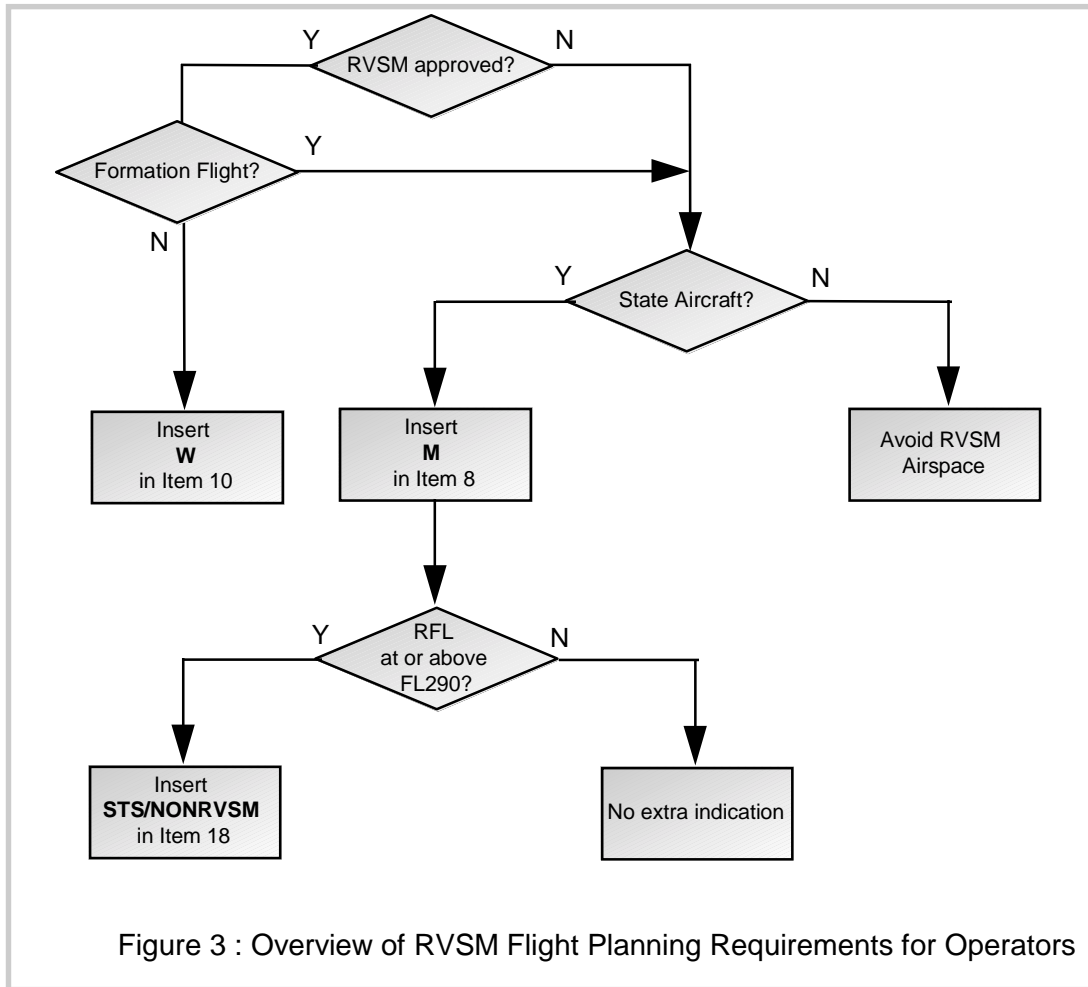 Y
N
RVSM approved?
Formation Flight?
Y
N
Y
N
State Aircraft?
Insert
W
in Item 10
Insert
M
in Item 8
Avoid RVSM
Airspace
Y
N
RFL
at or above
FL290?
Insert
STS/NONRVSM
in Item 18
No extra indication
Figure 3 : Overview of RVSM Flight Planning Requirements for Operators